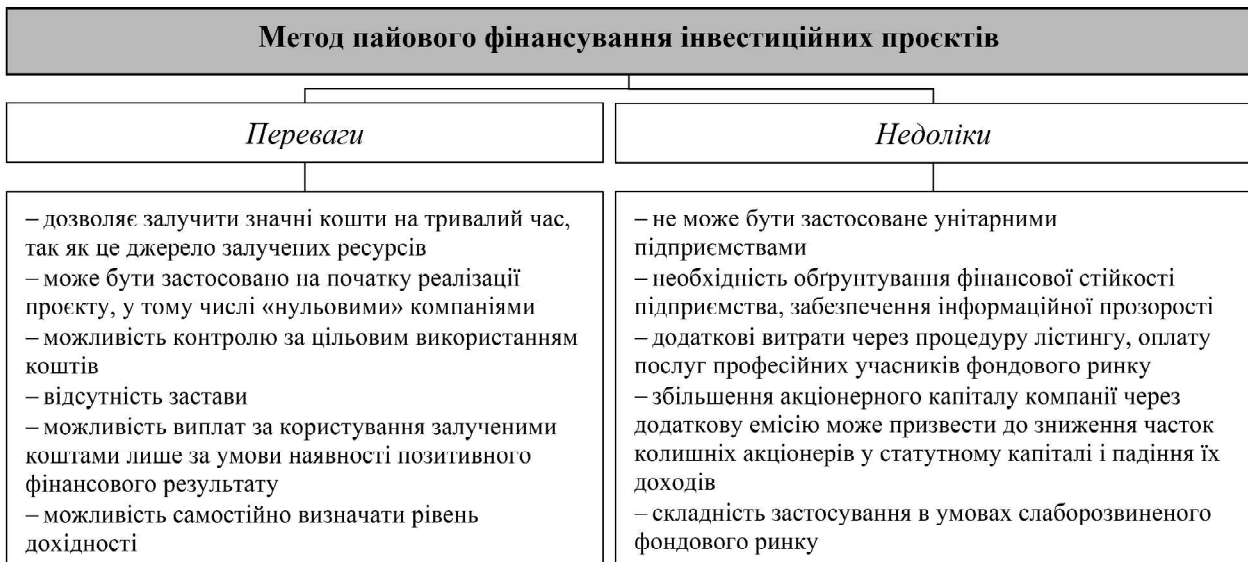 Метод пайового фінансування інвестиційних проєктів
Переваги
Недоліки
– дозволяє залучити значні кошти на тривалий час,
так як це джерело залучених ресурсів
– може бути застосовано на початку реалізації
проєкту, у тому числі «нульовими» компаніями
– можливість контролю за цільовим використанням
коштів
– відсутність застави
– можливість виплат за користування залученими
коштами лише за умови наявності позитивного
фінансового результату
– можливість самостійно визначати рівень
дохідності
– не може бути застосоване унітарними
підприємствами
– необхідність обґрунтування фінансової стійкості
підприємства, забезпечення інформаційної прозорості
– додаткові витрати через процедуру лістингу, оплату
послуг професійних учасників фондового ринку
– збільшення акціонерного капіталу компанії через
додаткову емісію може призвести до зниження часток
колишніх акціонерів у статутному капіталі і падіння їх
доходів
– складність застосування в умовах слаборозвиненого
фондового ринку